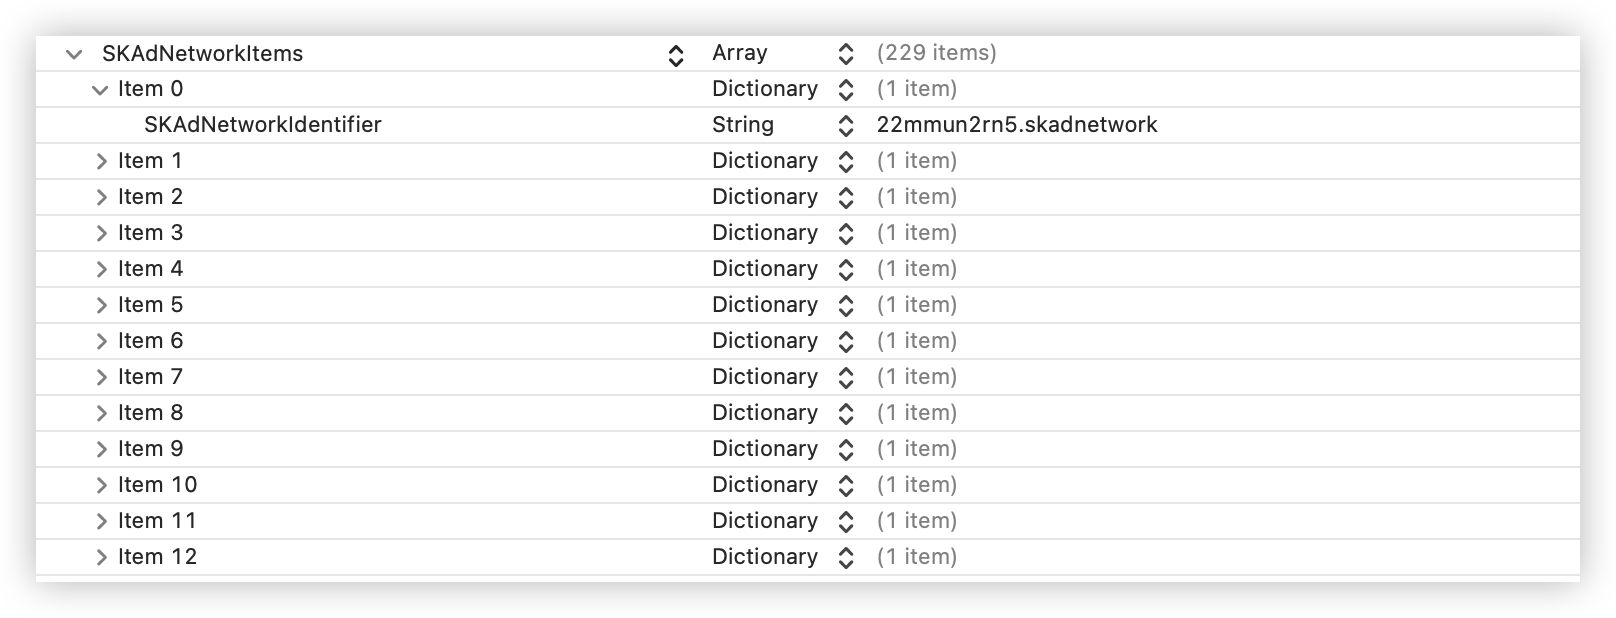 SKAdNetworkItems Array (229 items)
Item 0 Dictionary (1 item)
SKAdNetworkIdentifier String 22mmun2rn5.skadnetwork
Item 1 Dictionary (1 item)
Item 2 Dictionary (1 item)
Item 3 Dictionary (1 item)
Item 4 Dictionary (1 item)
Item 5 Dictionary (1 item)
Item 6 Dictionary (1 item)
Item 7 Dictionary (1 item)
Item 8 Dictionary (1 item)
Item 9 Dictionary (1 item)
Item 10 Dictionary (1 item)
Item 11 Dictionary (1 item)
Item 12 Dictionary (1 item)